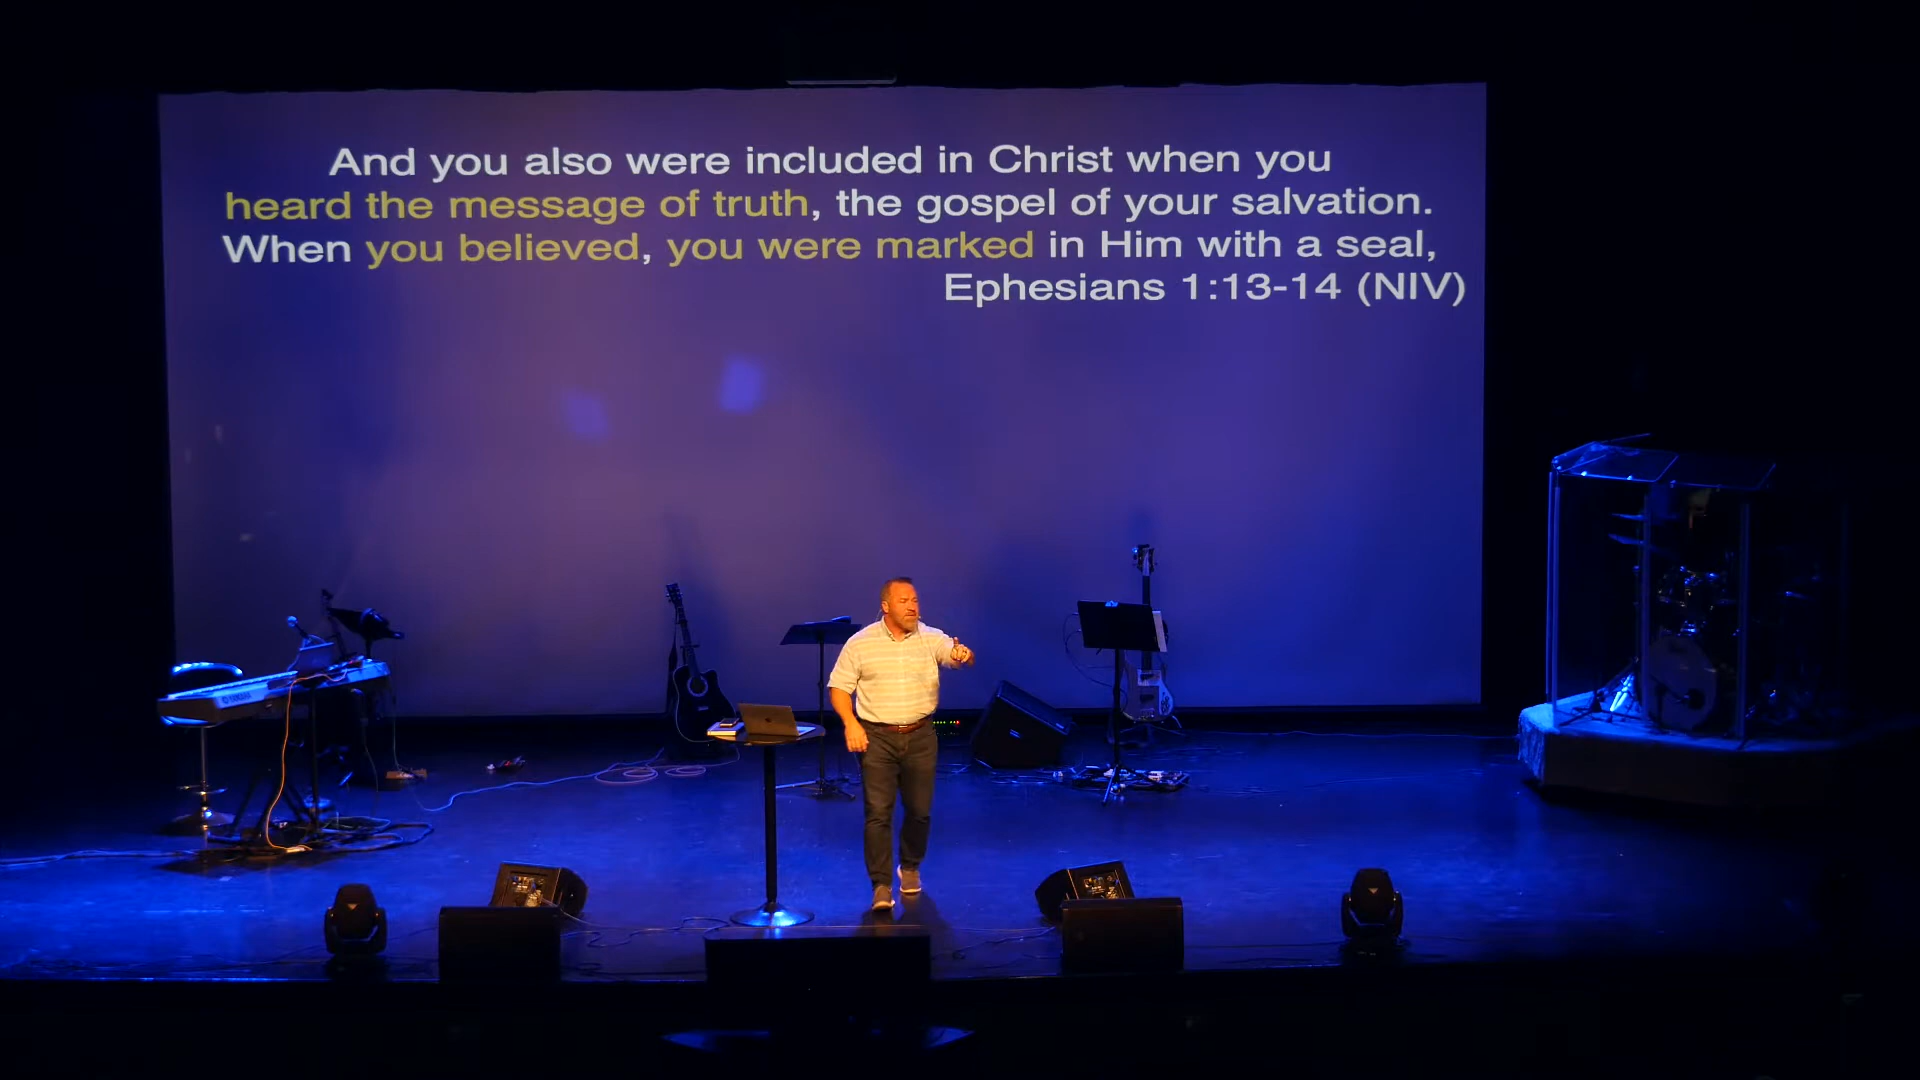 And you also were included in Christ when you
heard the message of truth, the gospel of your salvation.
When you believed, you were marked in Him with a seal,
Ephesians 1:13-14 (NIV)